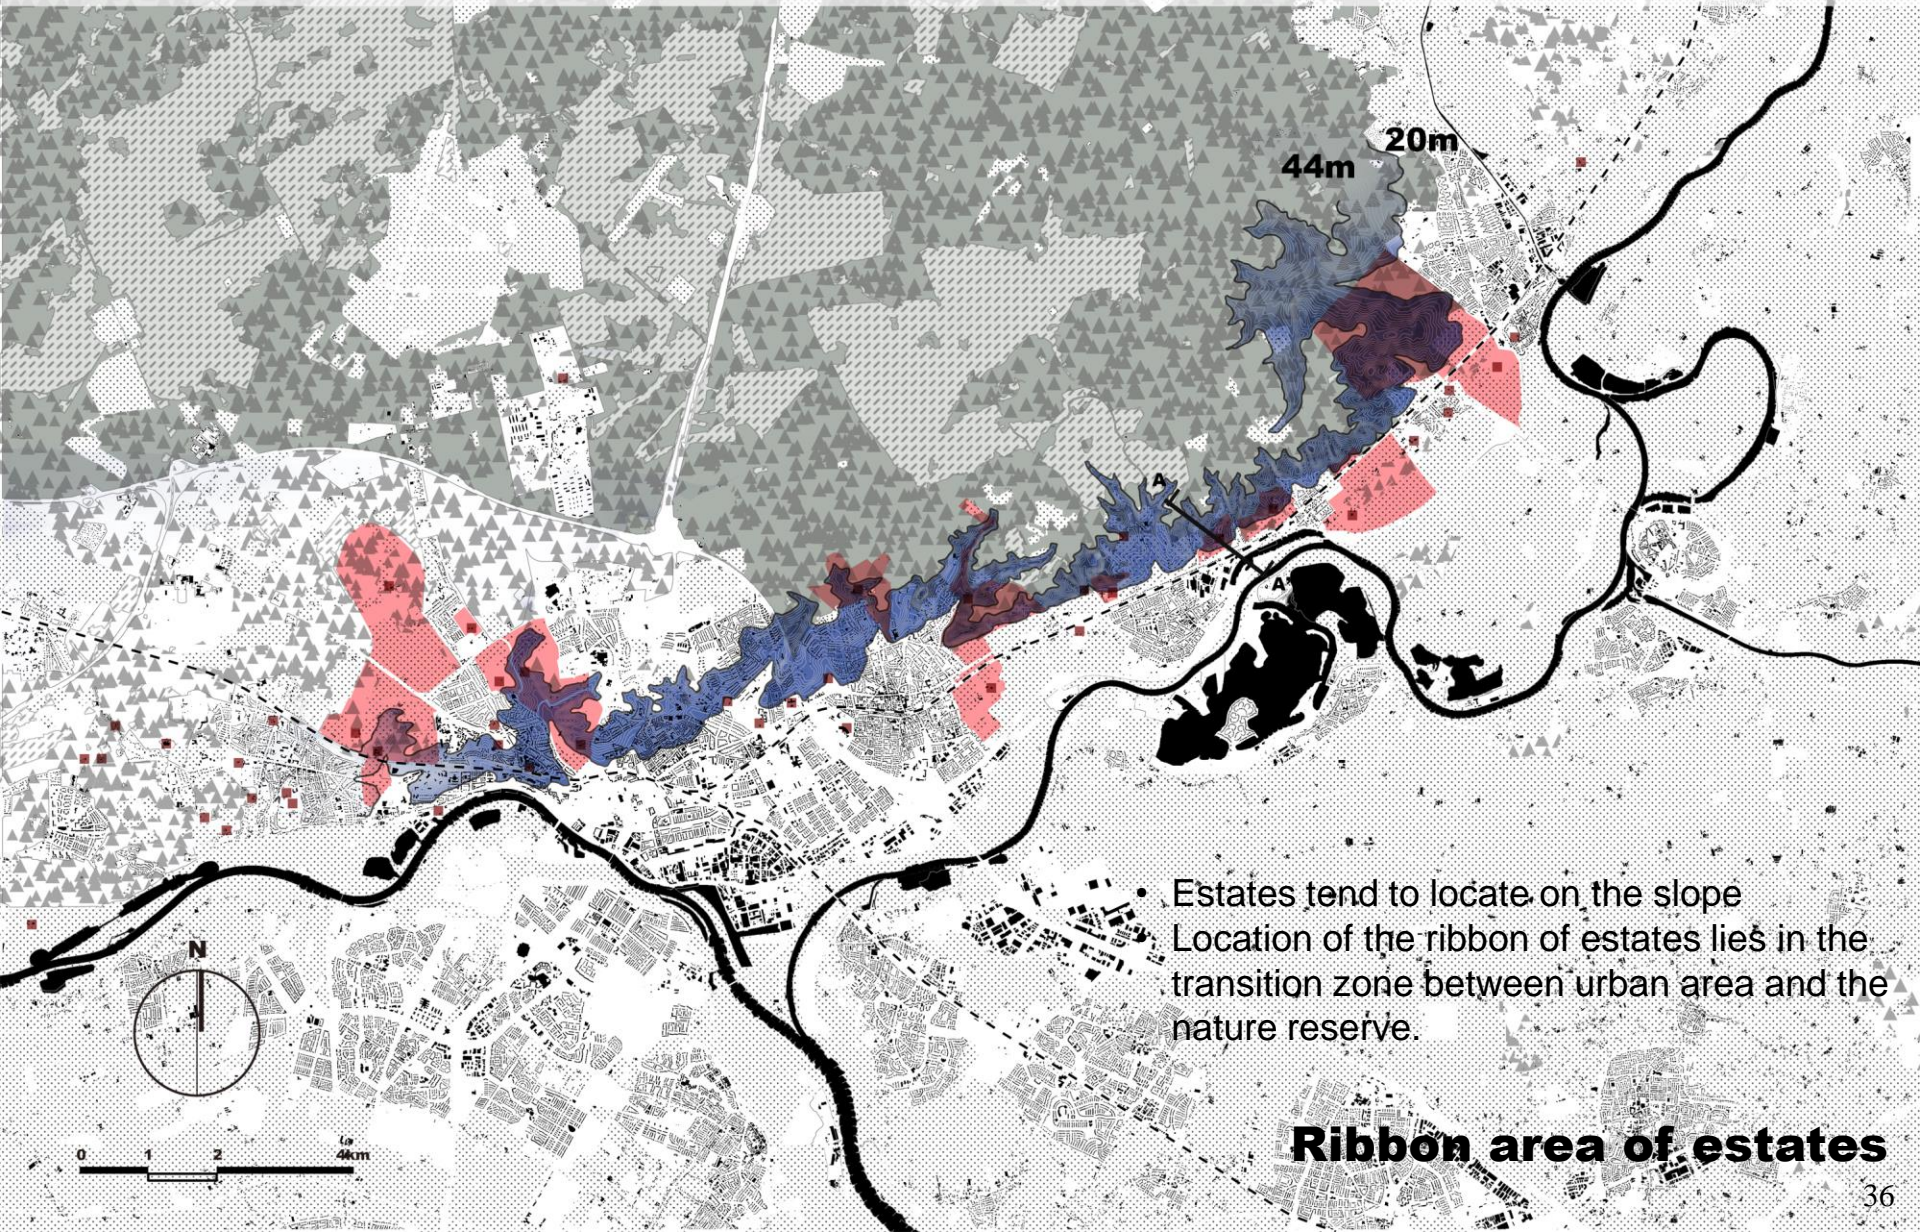 20m
44m
A
A'
• Estates tend to locate on the slope
• Location of the ribbon of estates lies in the
transition zone between urban area and the
nature reserve.
N
0 1 2 4km
Ribbon area of estates
36